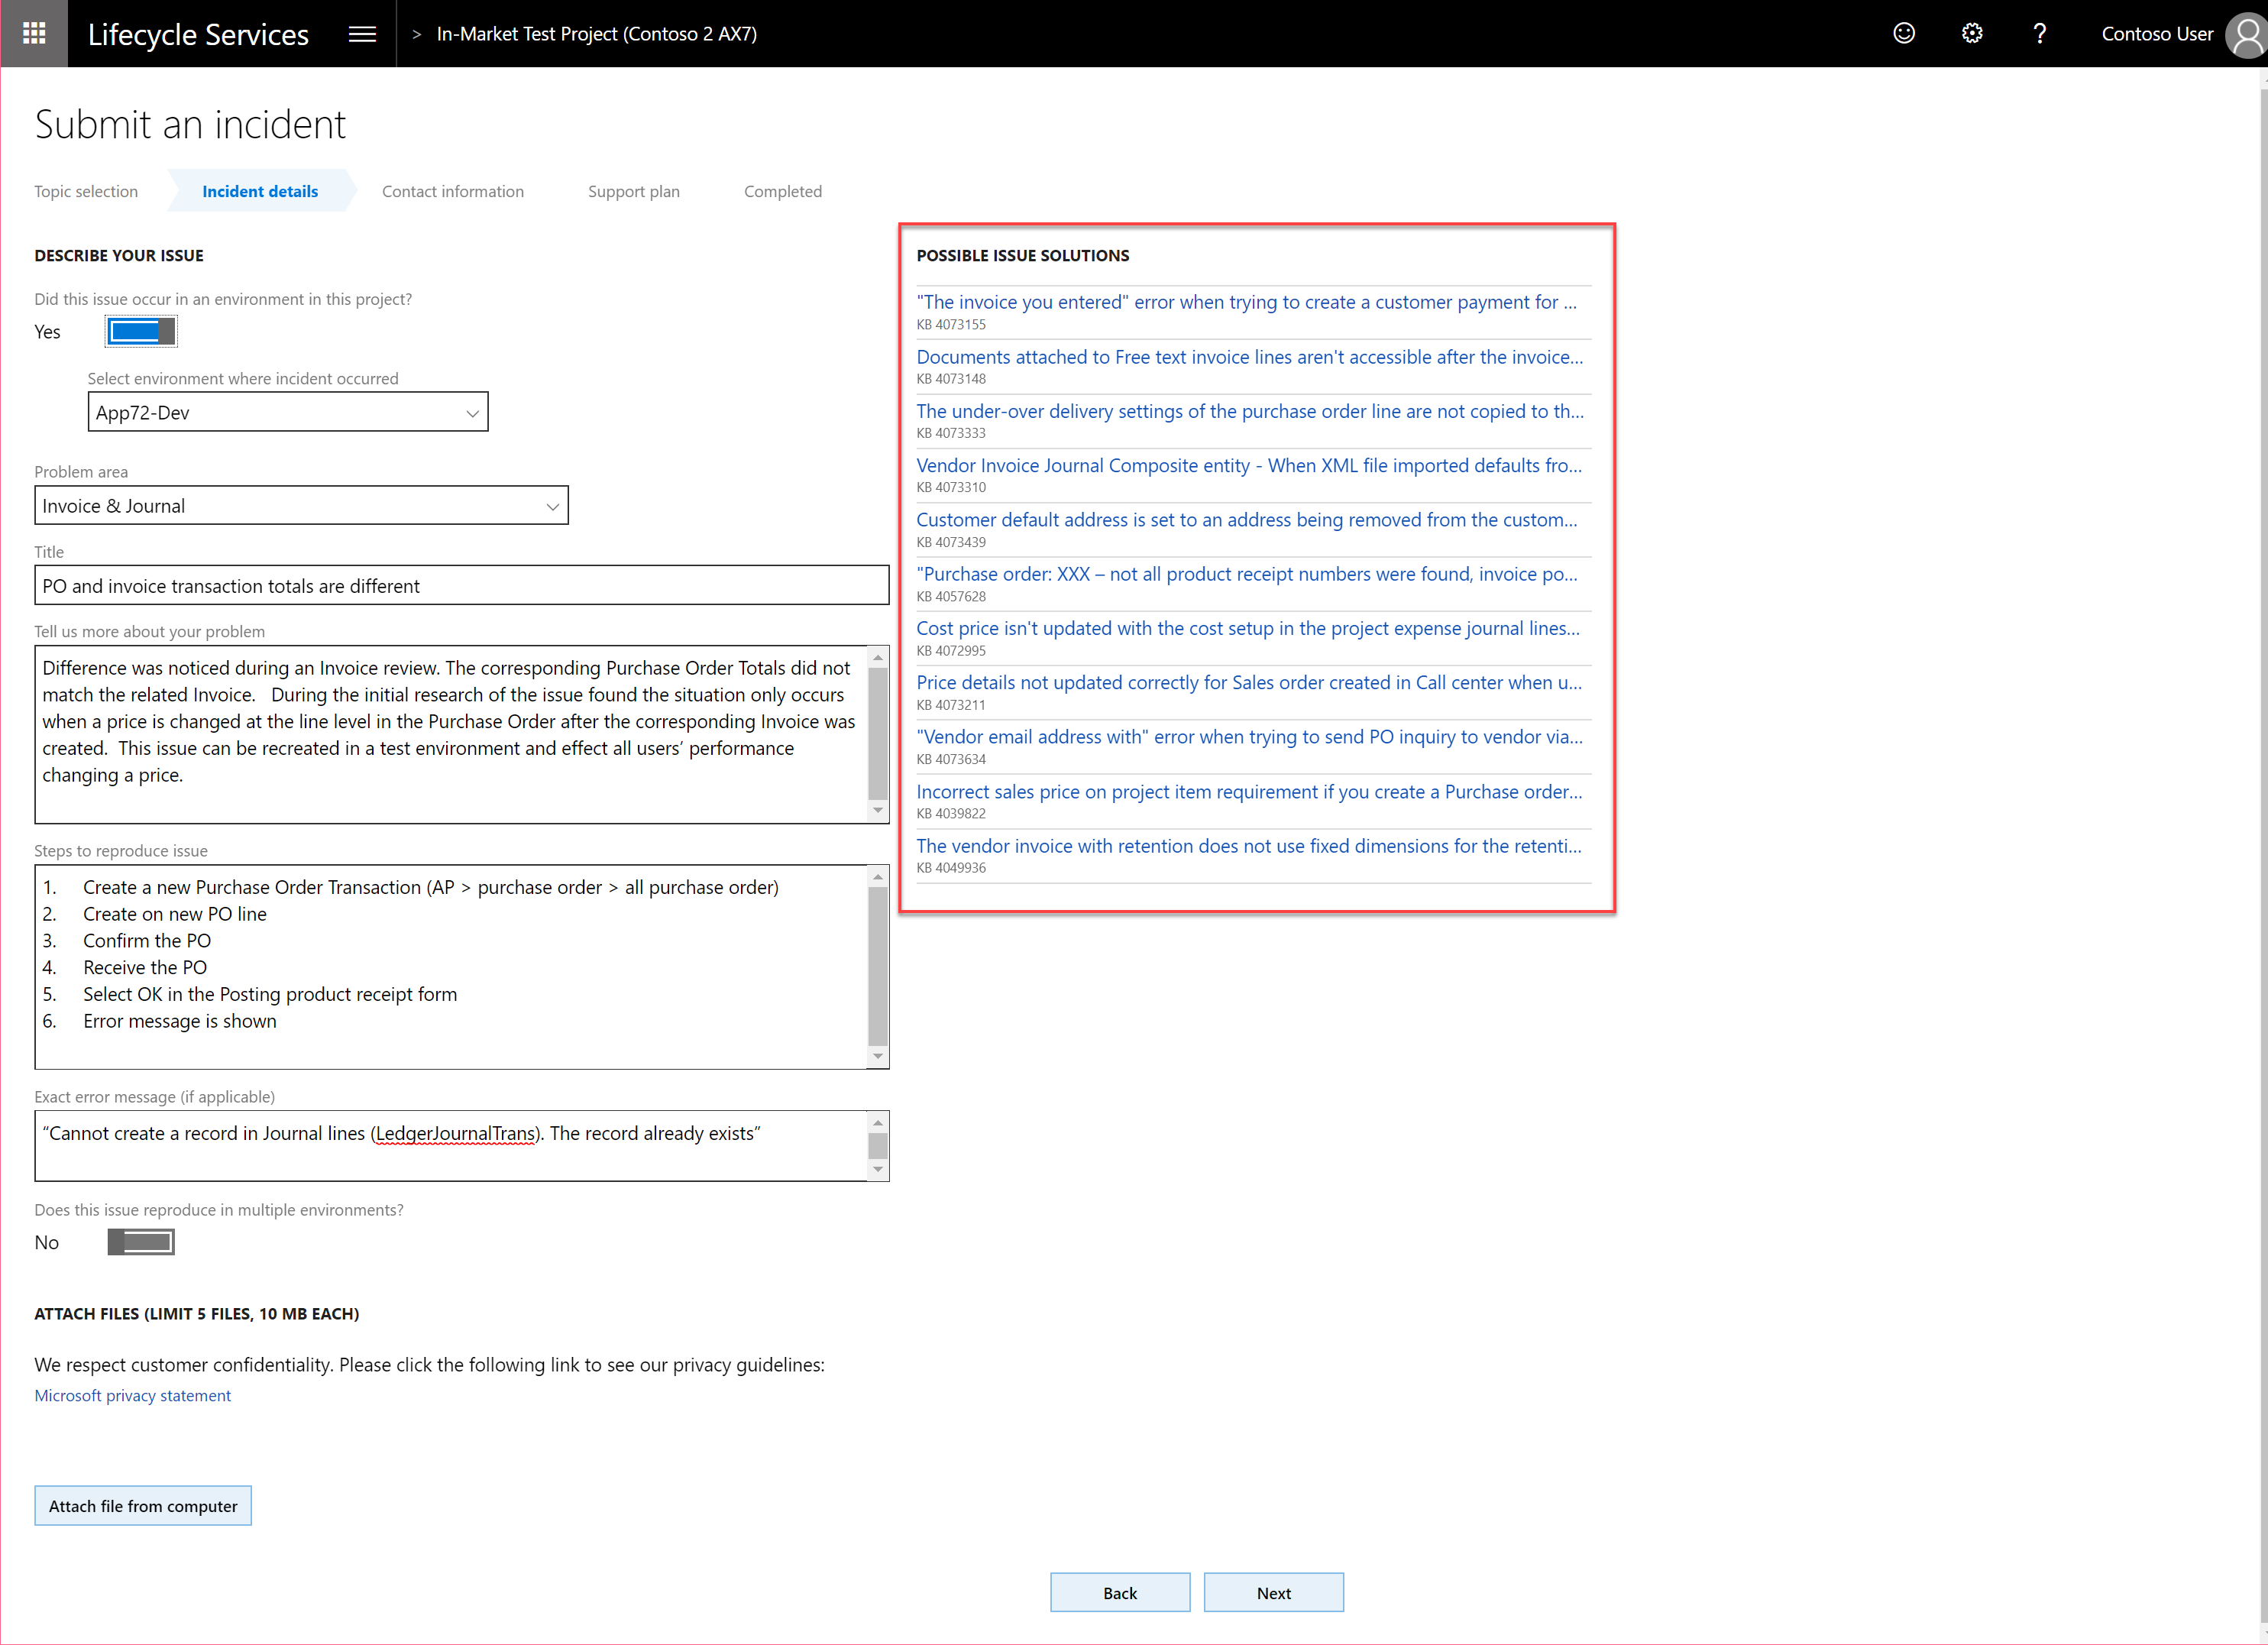 Lifecycle Services
> In-Market Test Project (Contoso 2 AX7)
?
Contoso User
Submit an incident
Topic selection
Incident details
Contact information
Support plan
Completed
DESCRIBE YOUR ISSUE
Did this issue occur in an environment in this project?
Yes
Select environment where incident occurred
App72-Dev
Problem area
Invoice & Journal
Title
PO and invoice transaction totals are different
Tell us more about your problem
Difference was noticed during an Invoice review. The corresponding Purchase Order Totals did not
match the related Invoice.   During the initial research of the issue found the situation only occurs
when a price is changed at the line level in the Purchase Order after the corresponding Invoice was
created.  This issue can be recreated in a test environment and effect all users’ performance
changing a price.
Steps to reproduce issue
1. Create a new Purchase Order Transaction (AP > purchase order > all purchase order)
2. Create on new PO line
3. Confirm the PO
4. Receive the PO
5. Select OK in the Posting product receipt form
6. Error message is shown
Exact error message (if applicable)
“Cannot create a record in Journal lines (LedgerJournalTrans). The record already exists”
Does this issue reproduce in multiple environments?
No
ATTACH FILES (LIMIT 5 FILES, 10 MB EACH)
We respect customer confidentiality. Please click the following link to see our privacy guidelines:
Microsoft privacy statement
Attach file from computer
POSSIBLE ISSUE SOLUTIONS
"The invoice you entered" error when trying to create a customer payment for ...
KB 4073155
Documents attached to Free text invoice lines aren't accessible after the invoice...
KB 4073148
The under-over delivery settings of the purchase order line are not copied to th...
KB 4073333
Vendor Invoice Journal Composite entity - When XML file imported defaults fro...
KB 4073310
Customer default address is set to an address being removed from the custom...
KB 4073439
"Purchase order: XXX – not all product receipt numbers were found, invoice po...
KB 4057628
Cost price isn't updated with the cost setup in the project expense journal lines...
KB 4072995
Price details not updated correctly for Sales order created in Call center when u...
KB 4073211
"Vendor email address with" error when trying to send PO inquiry to vendor via...
KB 4073634
Incorrect sales price on project item requirement if you create a Purchase order...
KB 4039822
The vendor invoice with retention does not use fixed dimensions for the retenti...
KB 4049936
Back
Next